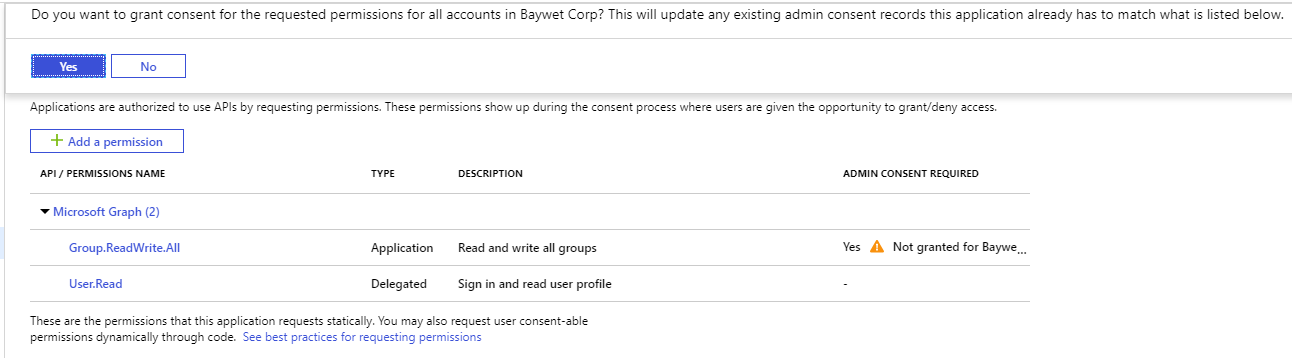 Do you want to grant consent for the requested permissions for all accounts in Baywet Corp? This will update any existing admin consent records this application already has to match what is listed below.
Yes No
Applications are authorized to use APIs by requesting permissions. These permissions show up during the consent process where users are given the opportunity to grant/deny access.
+ Add a permission
API / PERMISSIONS NAME TYPE DESCRIPTION ADMIN CONSENT REQUIRED
Microsoft Graph (2)
Group.ReadWrite.All Application Read and write all groups Yes Not granted for Baywe...
User.Read Delegated Sign in and read user profile -
These are the permissions that this application requests statically. You may also request user consent-able
permissions dynamically through code. See best practices for requesting permissions